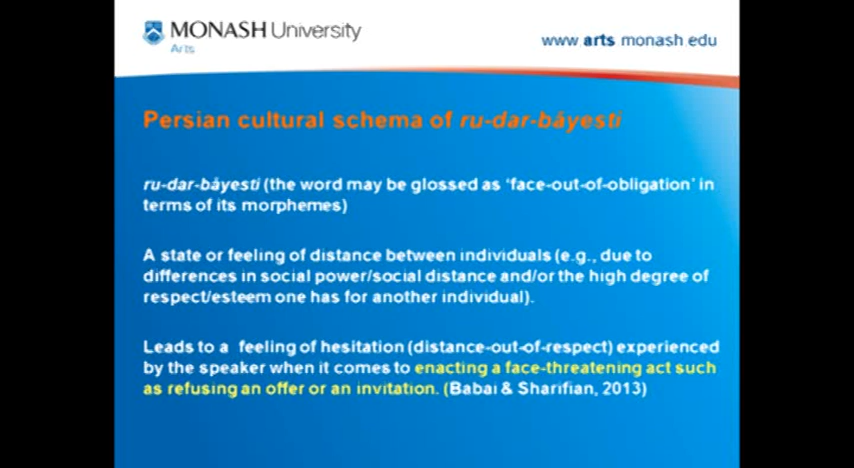 MONASH University
Arts
www arts monash edu
Persian cultural schema of ru-dar-bāyesti
ru-dar-bāyesti (the word may be glossed as 'face-out-of-obligation' in
terms of its morphemes)
A state or feeling of distance between individuals (e.g., due to
differences in social power/social distance and/or the high degree of
respect/esteem one has for another individual).
Leads to a feeling of hesitation (distance-out-of-respect) experienced
by the speaker when it comes to enacting a face-threatening act such
as refusing an offer or an invitation. (Babai & Sharifian, 2013)